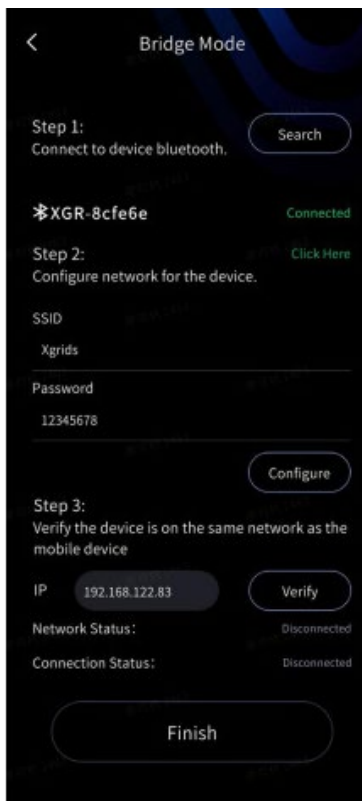 Bridge Mode
Step 1:
Connect to device bluetooth.
Search
XGR-8cfe6e
Connected
Step 2:
Click Here
Configure network for the device.
SSID
Xgrids
Password
12345678
Configure
Step 3:
Verify the device is on the same network as the
mobile device
IP
192.168.122.83
Verify
Network Status:
Disconnected
Connection Status:
Disconnected
Finish